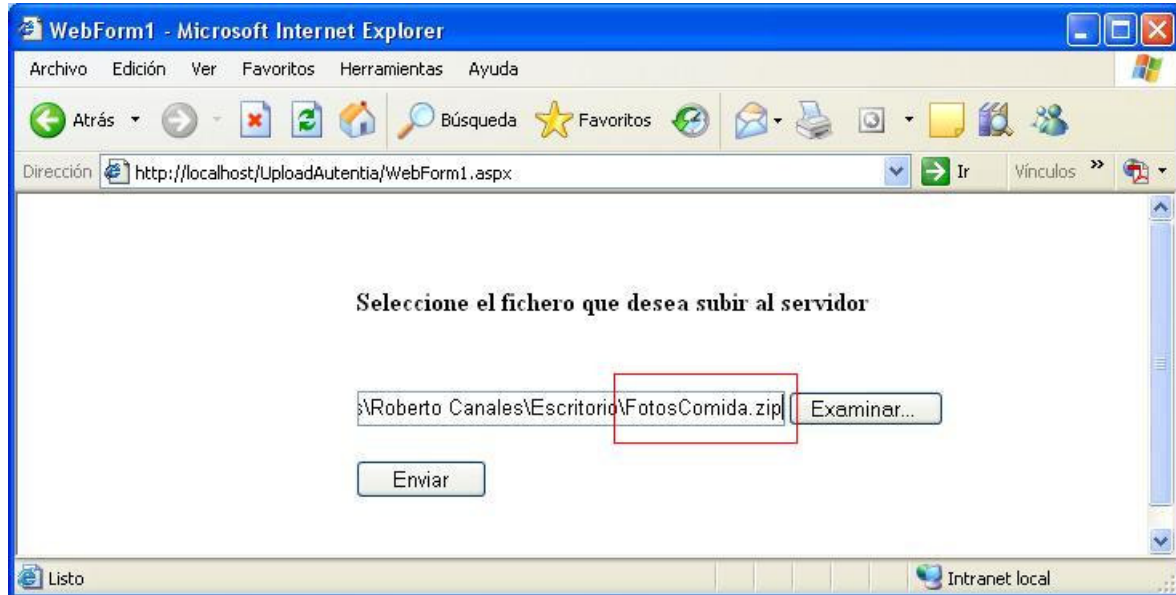 WebForm1 - Microsoft Internet Explorer
Archivo Edición Ver Favoritos Herramientas Ayuda
Atrás Búsqueda Favoritos
Dirección http://localhost/UploadAutentia/WebForm1.aspx Ir Vínculos »
Seleccione el fichero que desea subir al servidor
s\Roberto Canales\Escritorio\FotosComida.zip Examinar...
Enviar
Listo Intranet local